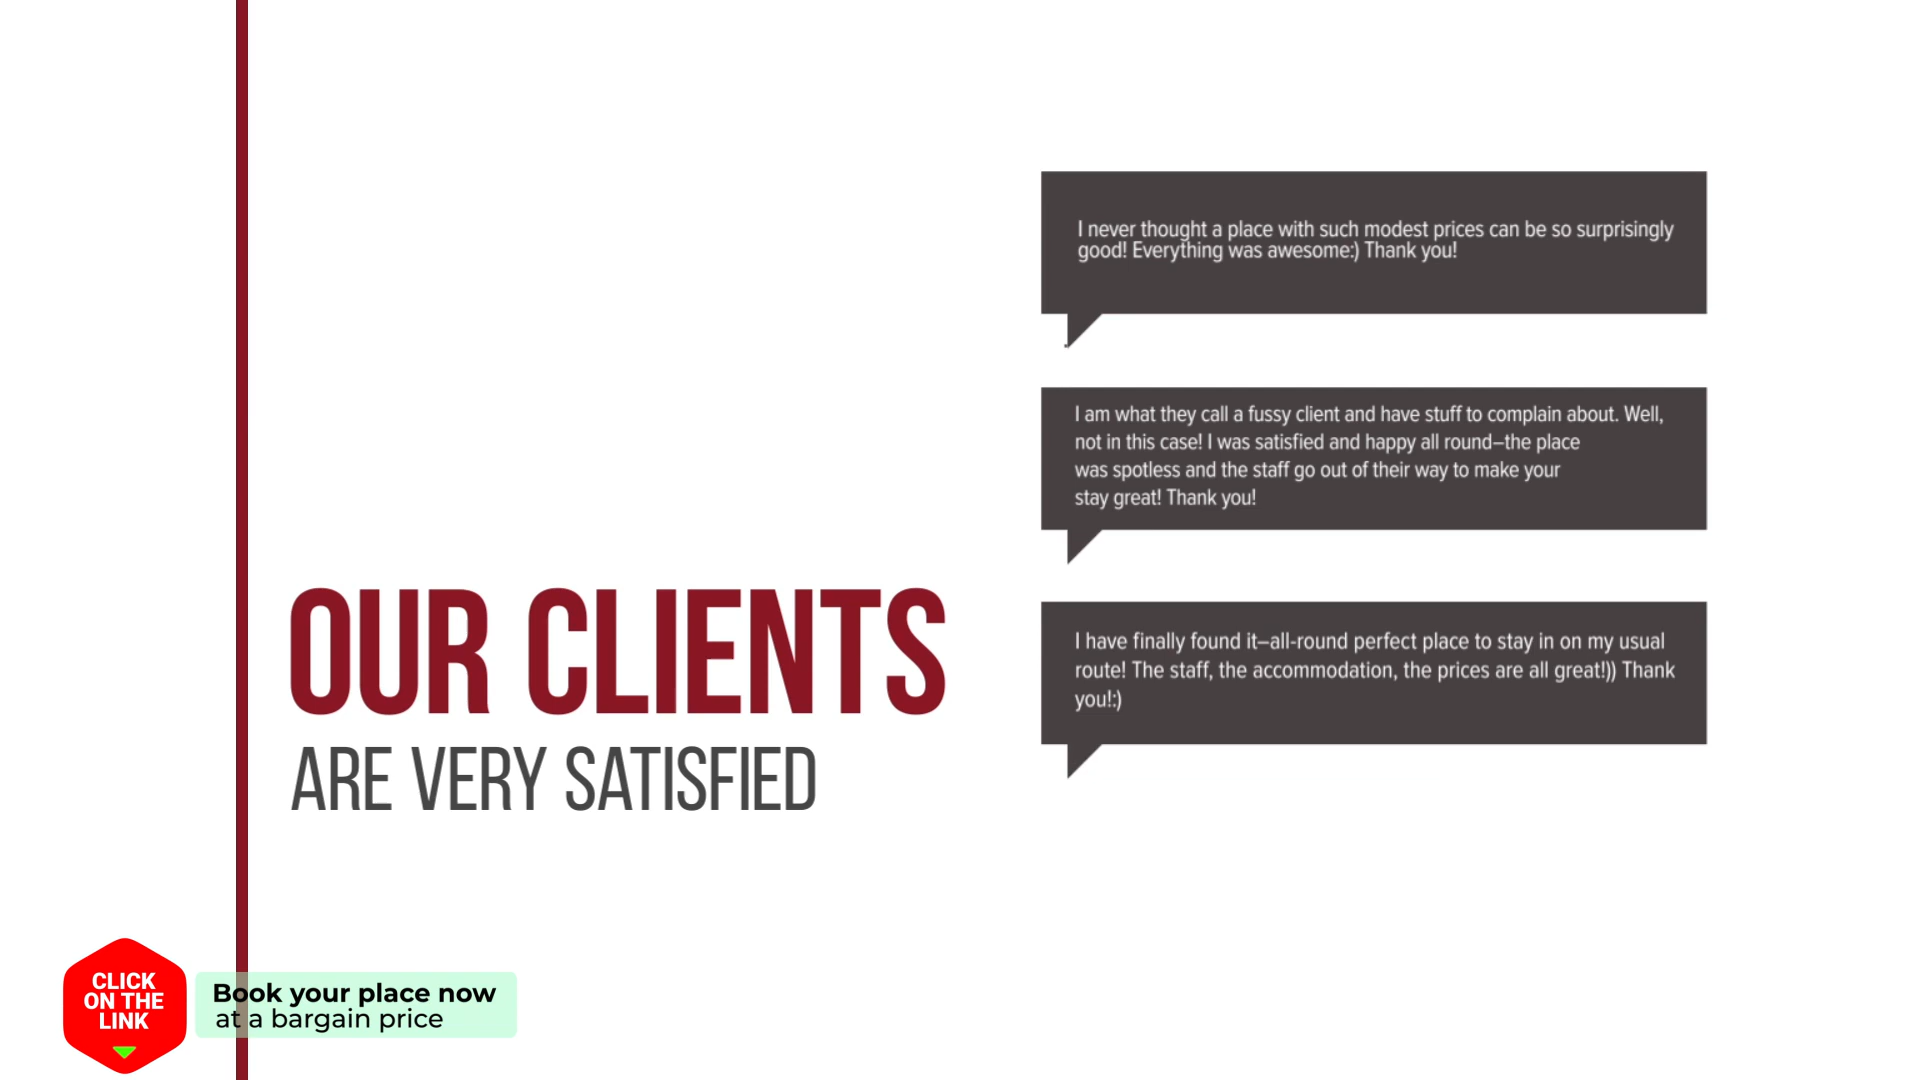 I never thought a place with such modest prices can be so surprisingly
good! Everything was awesome:) Thank you!
I am what they call a fussy client and have stuff to complain about. Well,
not in this case! I was satisfied and happy all round–the place
was spotless and the staff go out of their way to make your
stay great! Thank you!
I have finally found it–all-round perfect place to stay in on my usual
route! The staff, the accommodation, the prices are all great!)) Thank
you!:)
OUR CLIENTS
ARE VERY SATISFIED
CLICK
ON THE
LINK
Book your place now
at a bargain price